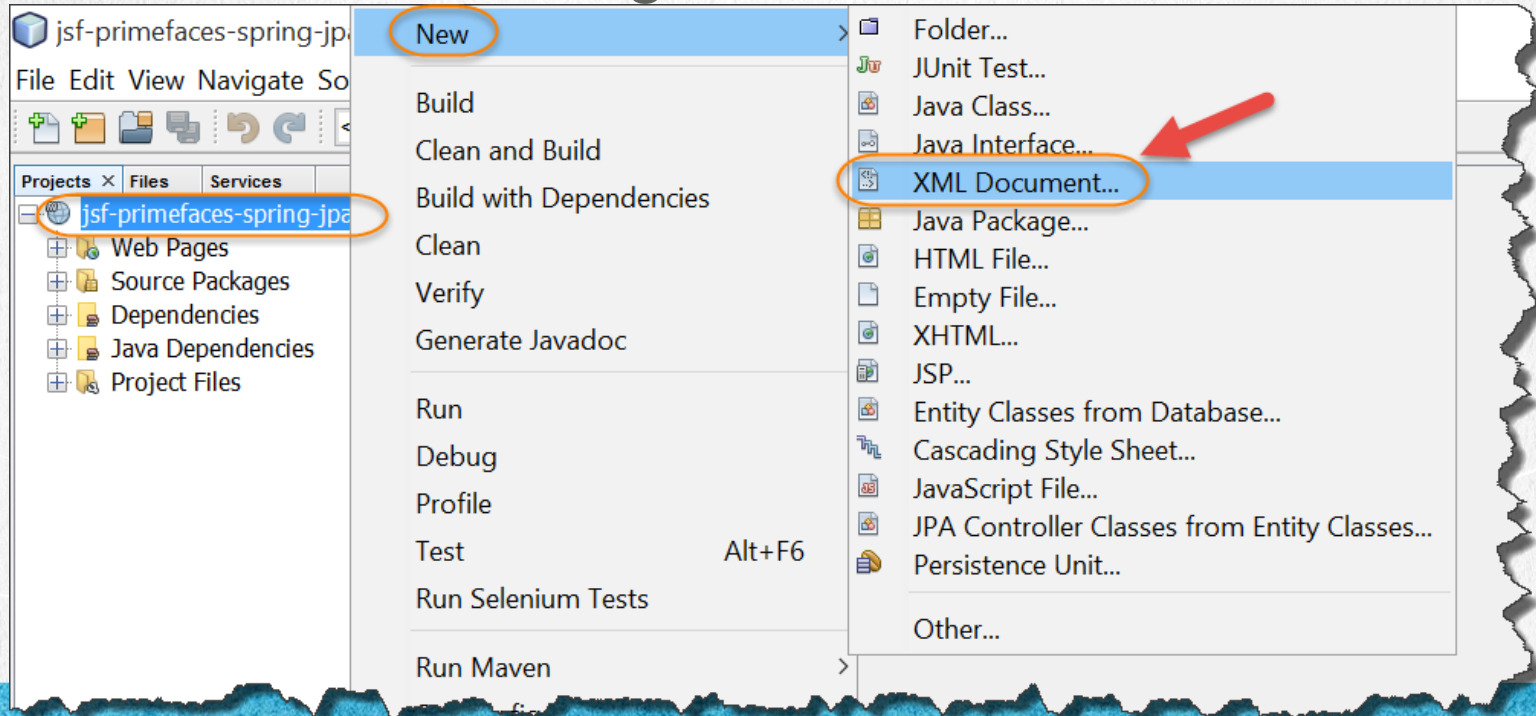 jsf-primefaces-spring-jpa
File Edit View Navigate So
<
Projects × Files Services
jsf-primefaces-spring-jpa
Web Pages
Source Packages
Dependencies
Java Dependencies
Project Files
New >
Build
Clean and Build
Build with Dependencies
Clean
Verify
Generate Javadoc
Run
Debug
Profile
Test Alt+F6
Run Selenium Tests
Run Maven >
Folder...
JUnit Test...
Java Class...
Java Interface...
XML Document...
Java Package...
HTML File...
Empty File...
XHTML...
JSP...
Entity Classes from Database...
Cascading Style Sheet...
JavaScript File...
JPA Controller Classes from Entity Classes...
Persistence Unit...
Other...